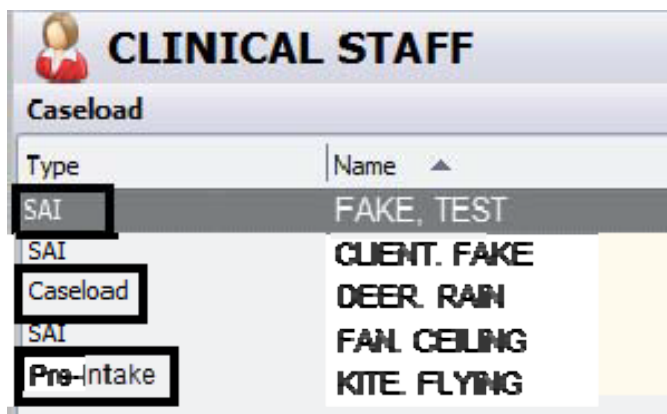 CLINICAL STAFF
Caseload
Type Name
SAI FAKE, TEST
SAI CLIENT. FAKE
Caseload DEER. RAIN
SAI FAN. CEILING
Pre-Intake KITE. FLYING